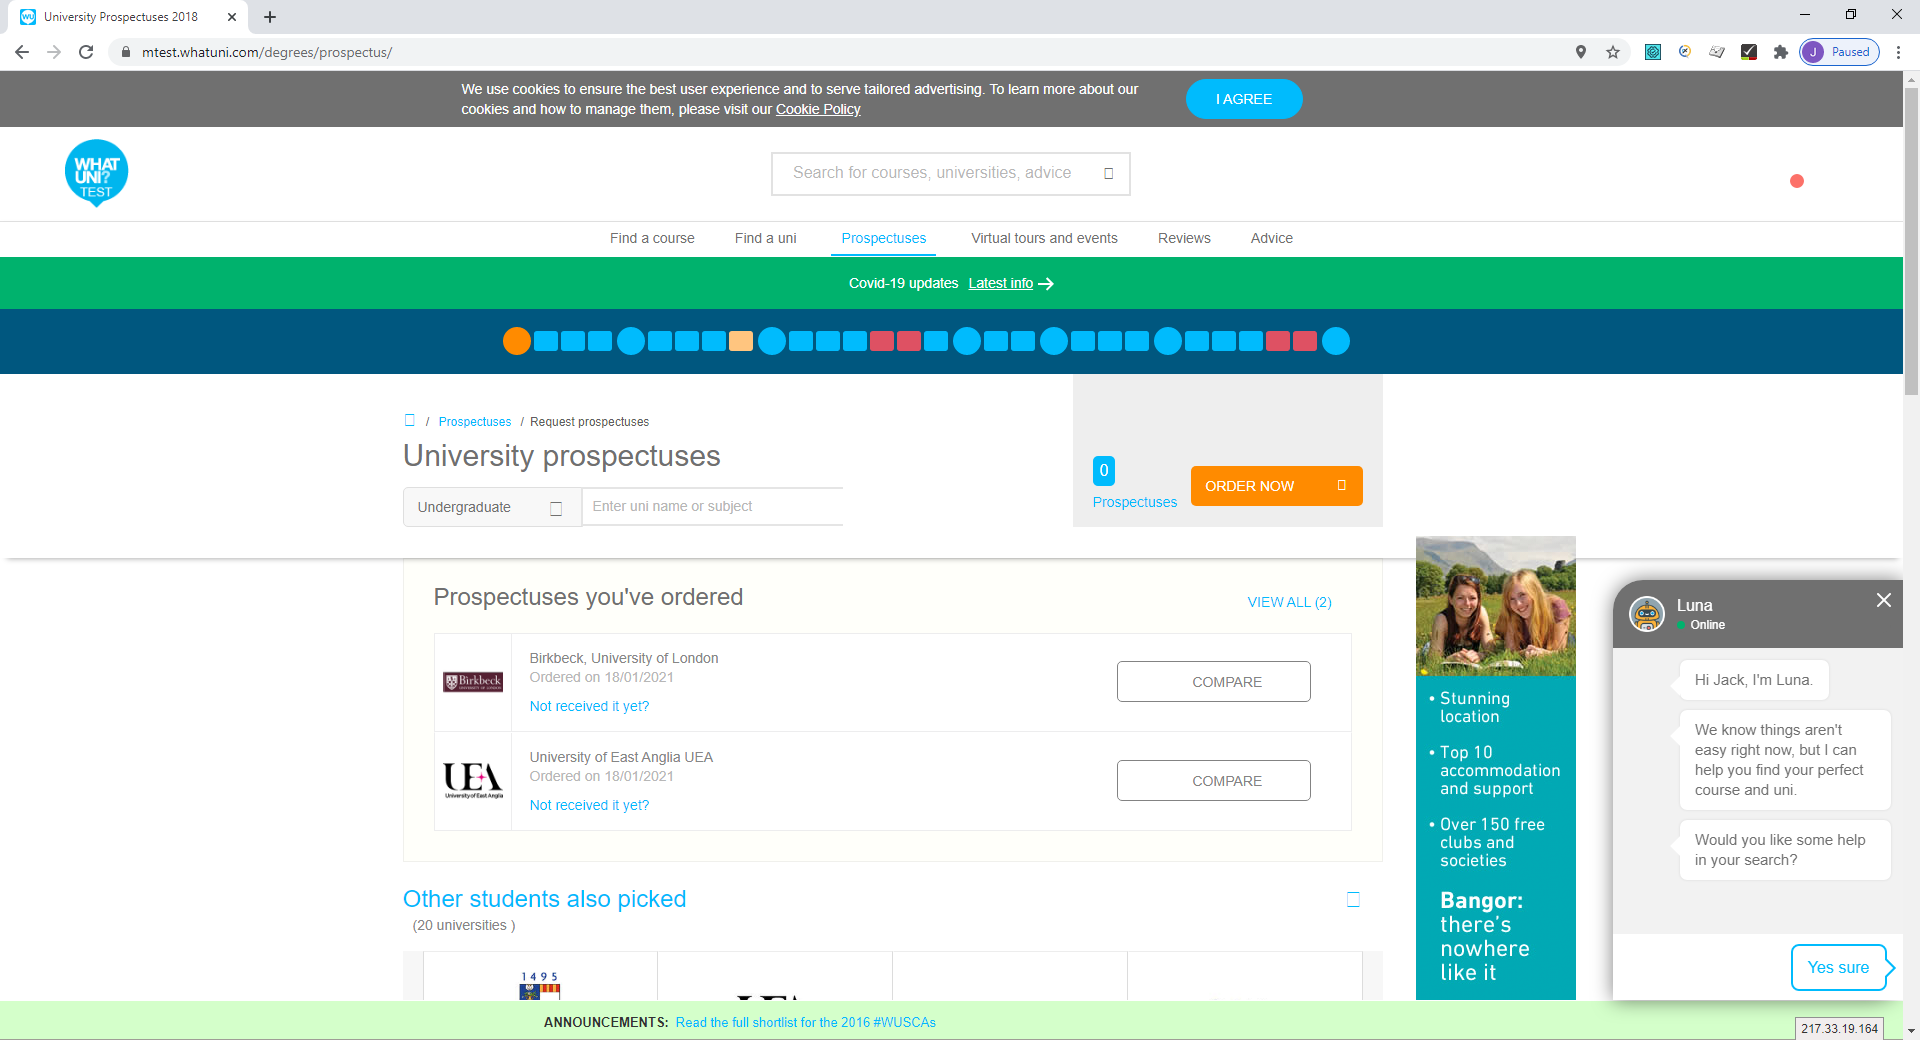 University Prospectuses 2018
mtest.whatuni.com/degrees/prospectus/
J Paused
We use cookies to ensure the best user experience and to serve tailored advertising. To learn more about our
cookies and how to manage them, please visit our Cookie Policy
I AGREE
WHAT
UNI?
TEST
Search for courses, universities, advice
Find a course
Find a uni
Prospectuses
Virtual tours and events
Reviews
Advice
Covid-19 updates Latest info
/ Prospectuses / Request prospectuses
University prospectuses
Undergraduate
Enter uni name or subject
0
Prospectuses
ORDER NOW
Prospectuses you've ordered
VIEW ALL (2)
Birkbeck
UNIVERSITY OF LONDON
Birkbeck, University of London
Ordered on 18/01/2021
Not received it yet?
COMPARE
UEA
University of East Anglia
University of East Anglia UEA
Ordered on 18/01/2021
Not received it yet?
COMPARE
Other students also picked
(20 universities )
1495
UEA
• Stunning
location
• Top 10
accommodation
and support
• Over 150 free
clubs and
societies
Bangor:
there's
nowhere
like it
Luna
Online
Hi Jack, I'm Luna.
We know things aren't
easy right now, but I can
help you find your perfect
course and uni.
Would you like some help
in your search?
Yes sure
ANNOUNCEMENTS: Read the full shortlist for the 2016 #WUSCAs
217.33.19.164